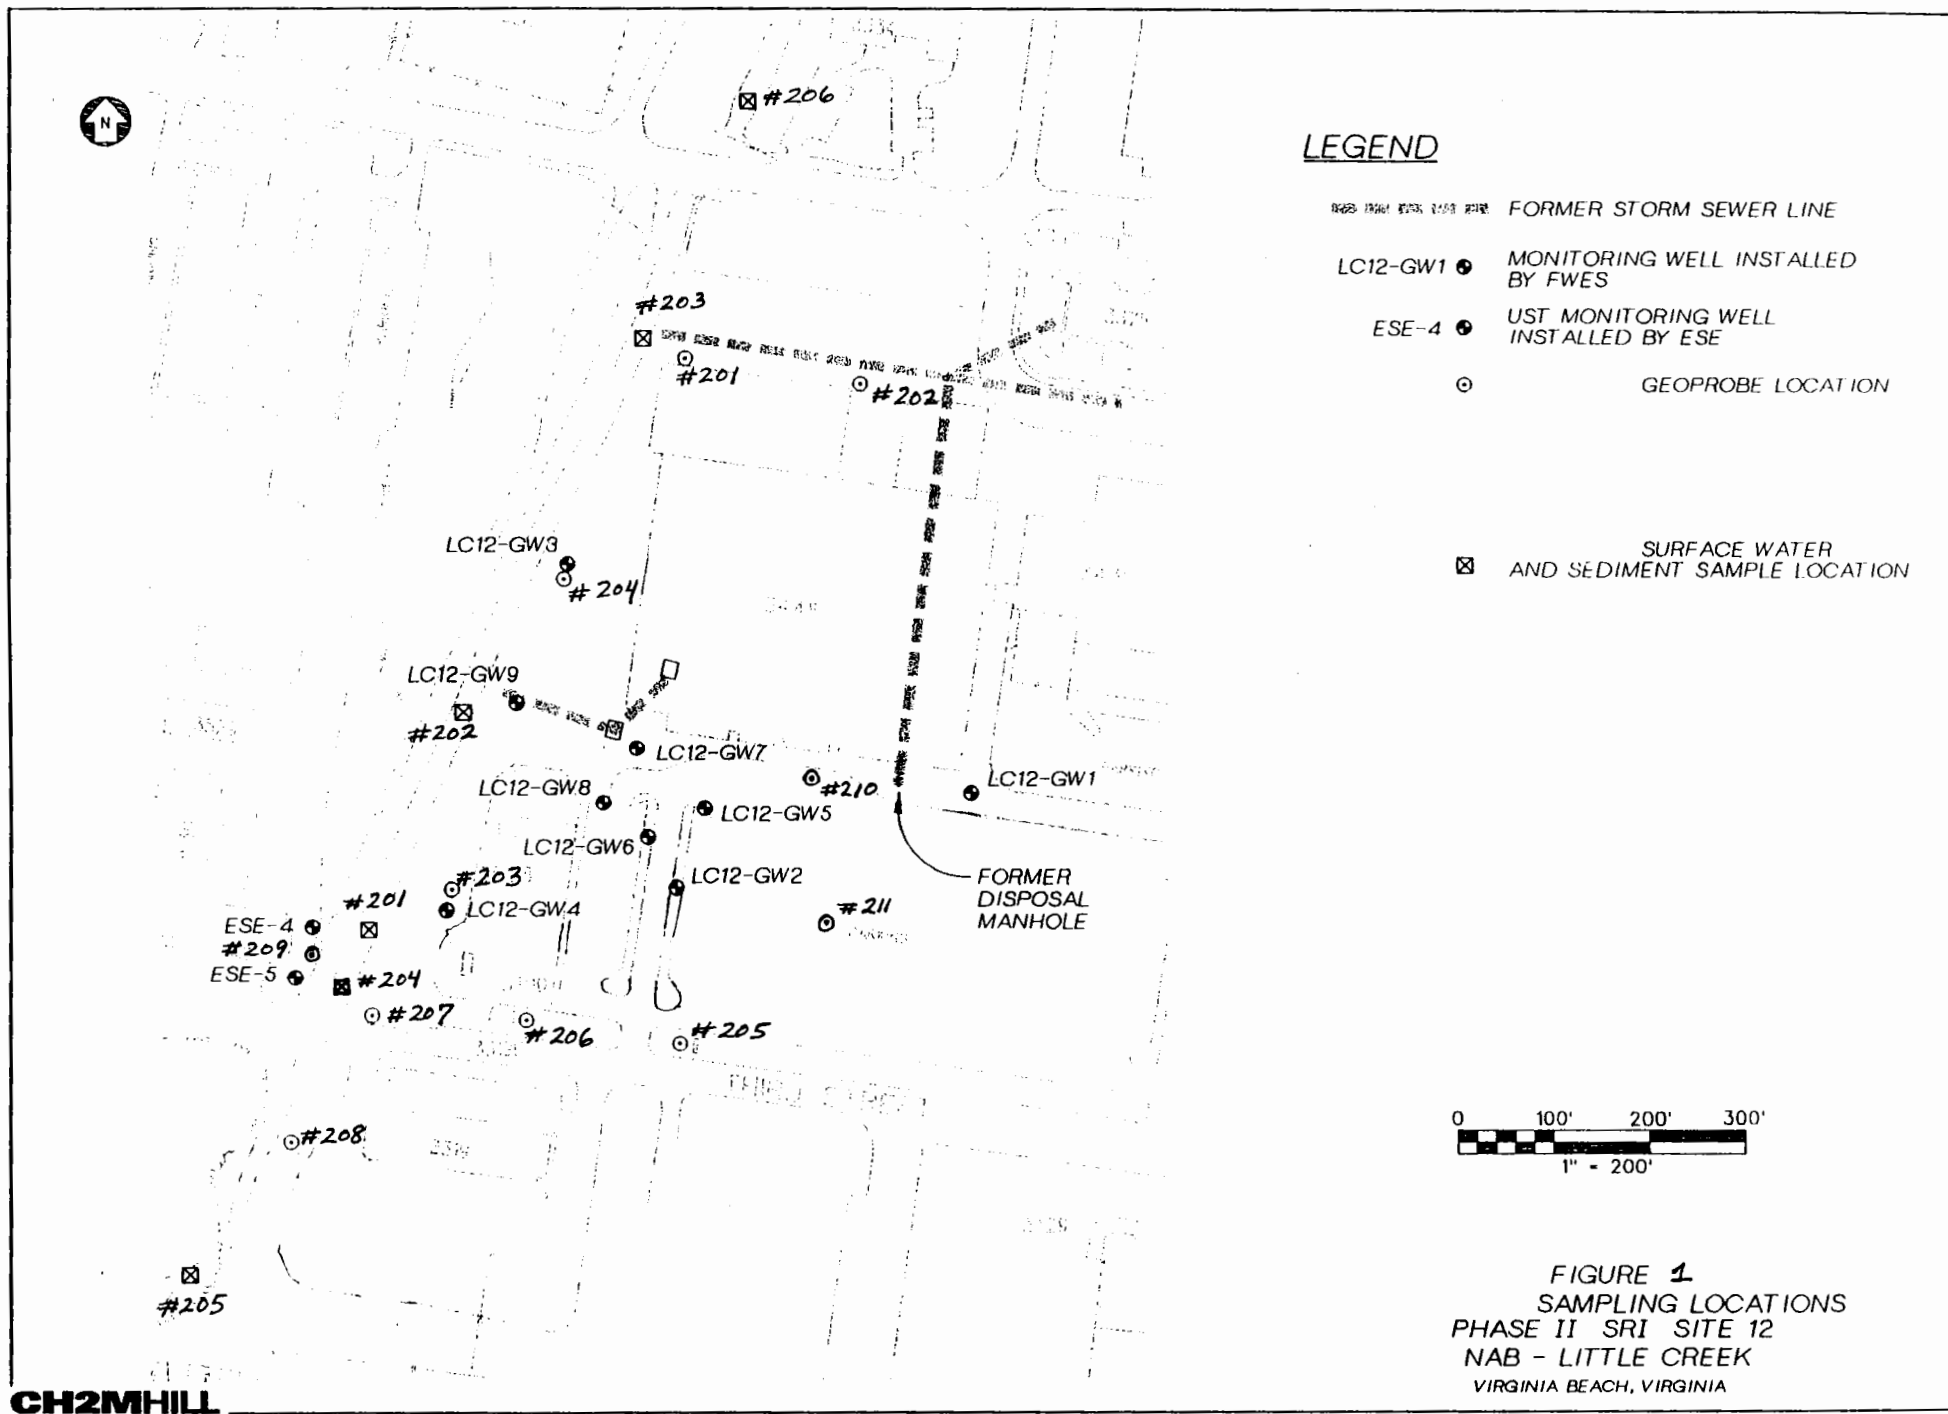 N
#206
LEGEND
FORMER STORM SEWER LINE
LC12-GW1
MONITORING WELL INSTALLED
BY FWES
ESE-4
UST MONITORING WELL
INSTALLED BY ESE
GEOPROBE LOCATION
SURFACE WATER
AND SEDIMENT SAMPLE LOCATION
#203
#201
#202
LC12-GW3
#204
LC12-GW9
#202
LC12-GW7
LC12-GW8
#210
LC12-GW1
LC12-GW5
LC12-GW6
LC12-GW2
FORMER
DISPOSAL
MANHOLE
#203
#201
LC12-GW4
#211
ESE-4
#209
ESE-5
#204
#207
#206
#205
#208
#205
0 100' 200' 300'
1" = 200'
FIGURE 1
SAMPLING LOCATIONS
PHASE II SRI SITE 12
NAB - LITTLE CREEK
VIRGINIA BEACH, VIRGINIA
CH2MHILL